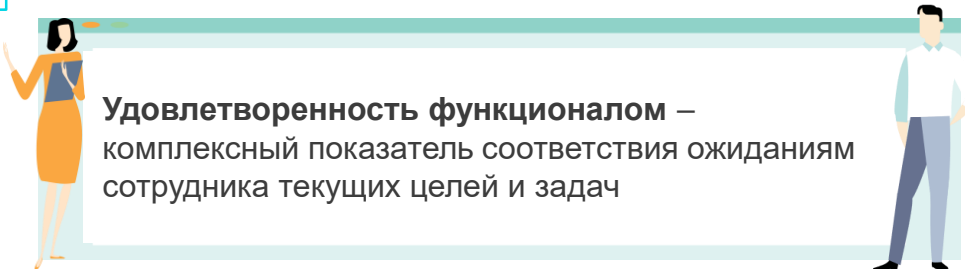 Удовлетворенность функционалом –
комплексный показатель соответствия ожиданиям
сотрудника текущих целей и задач